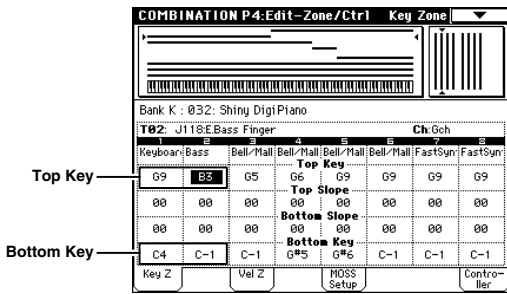 COMBINATION P4:Edit-Zone/Ctrl Key Zone
Bank K : 032: Shiny DigiPiano
T02: J118:E.Bass Finger Ch:Gch
1 2 3 4 5 6 7 8
Keyboar Bass Bell/Mall Bell/Mall Bell/Mall Bell/Mall FastSyn FastSyn
Top Key
Top Key
G9 B3 G5 G6 G9 G9 G9 G9
Top Slope
00 00 00 00 00 00 00 00
Bottom Slope
00 00 00 00 00 00 00 00
Bottom Key
Bottom Key
C4 C-1 C-1 G#5 G#6 C-1 C-1 C-1
Key Z Vel Z MOSS Setup Contro-ller